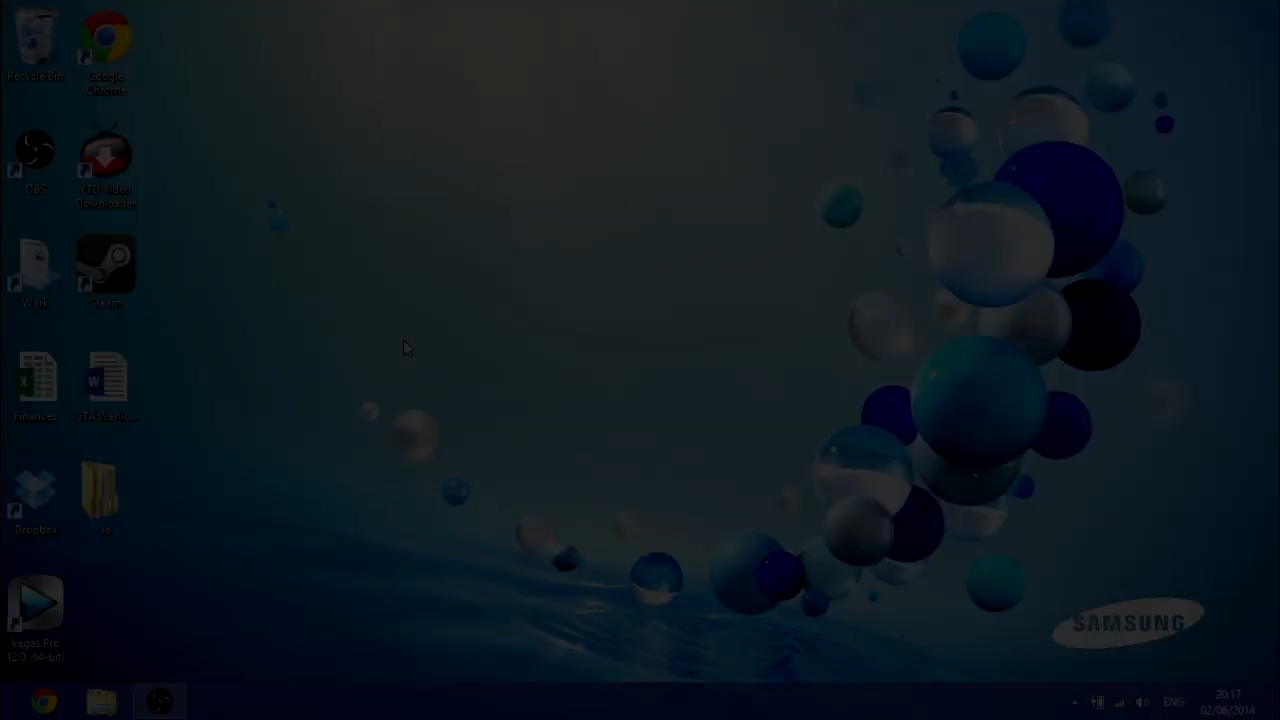 Recycle Bin
Google
Chrome
OBS
YTD Video
Downloader
Work
Steam
Finances
GTA5Vehic...
Dropbox
Jo
Vegas Pro
12.0 (64-bit)
SAMSUNG
ENG
20:17
02/06/2014